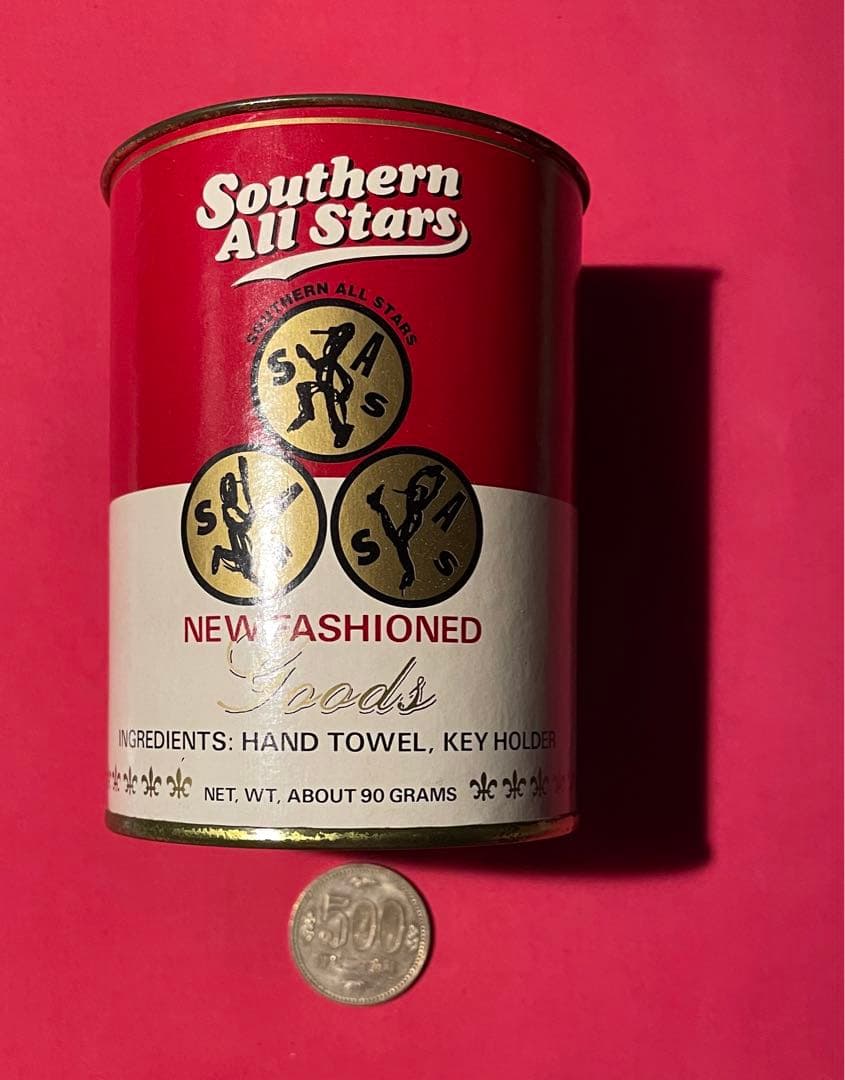 Southern
All Stars
SOUTHERN ALL STARS
S A S
S
S A S
NEW FASHIONED
Goods
INGREDIENTS: HAND TOWEL, KEY HOLDER
NET. WT. ABOUT 90 GRAMS
500